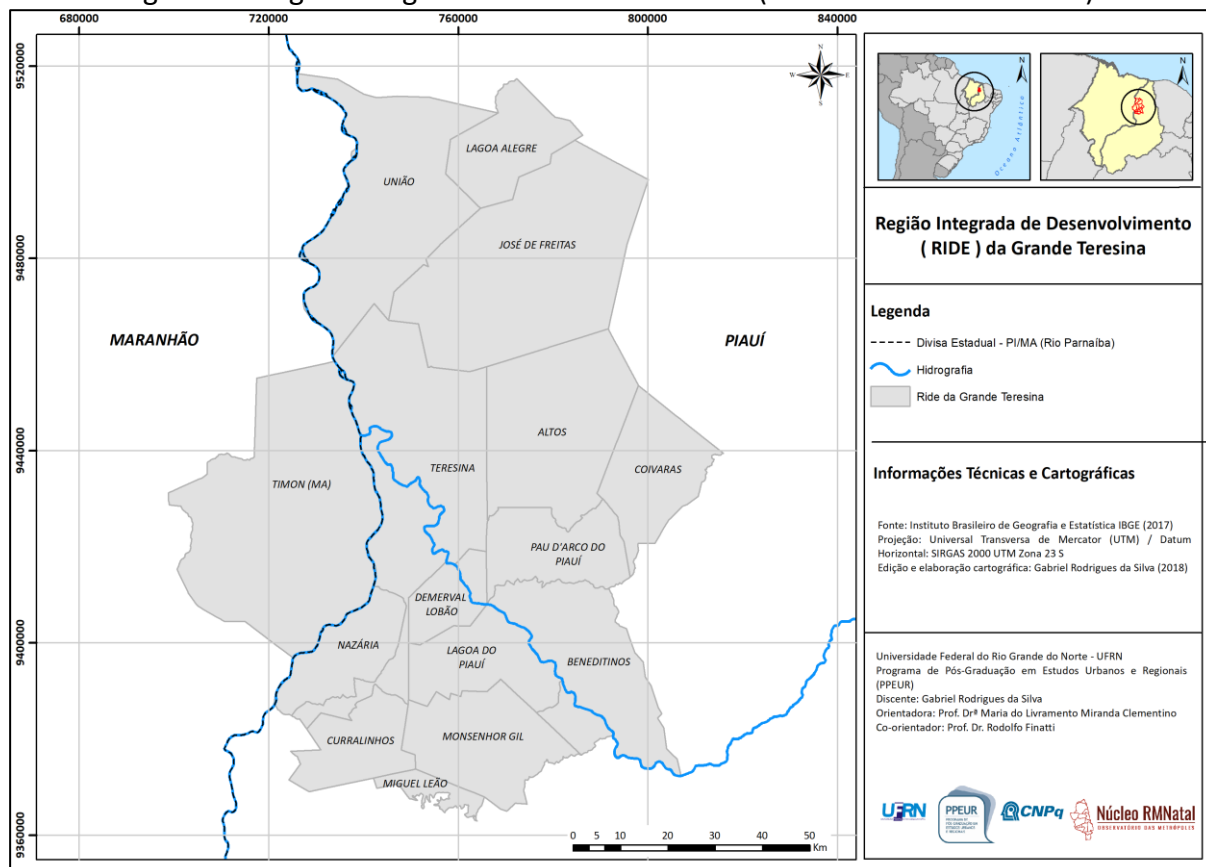 680000 720000 760000 800000 840000
9520000
9480000
9440000
9400000
9360000
N
W E
S
LAGOA ALEGRE
UNIÃO
JOSÉ DE FREITAS
MARANHÃO
PIAUÍ
ALTOS
TERESINA
COIVARAS
TIMON (MA)
PAU D'ARCO DO
PIAUÍ
DEMERVAL
LOBÃO
NAZÁRIA
LAGOA DO
PIAUÍ
BENEDITINOS
CURRALINHOS
MONSENHOR GIL
MIGUEL LEÃO
0 5 10 20 30 40 50
Km
N
Oceano Atlântico
N
Região Integrada de Desenvolvimento
( RIDE ) da Grande Teresina
Legenda
Divisa Estadual - PI/MA (Rio Parnaíba)
Hidrografia
Ride da Grande Teresina
Informações Técnicas e Cartográficas
Fonte: Instituto Brasileiro de Geografia e Estatística IBGE (2017)
Projeção: Universal Transversa de Mercator (UTM) / Datum
Horizontal: SIRGAS 2000 UTM Zona 23 S
Edição e elaboração cartográfica: Gabriel Rodrigues da Silva (2018)
Universidade Federal do Rio Grande do Norte - UFRN
Programa de Pós-Graduação em Estudos Urbanos e Regionais
(PPEUR)
Discente: Gabriel Rodrigues da Silva
Orientadora: Prof. Drª Maria do Livramento Miranda Clementino
Co-orientador: Prof. Dr. Rodolfo Finatti
UFRN
PPEUR
CNPq
Núcleo RMNatal
OBSERVATÓRIO DAS METRÓPOLES